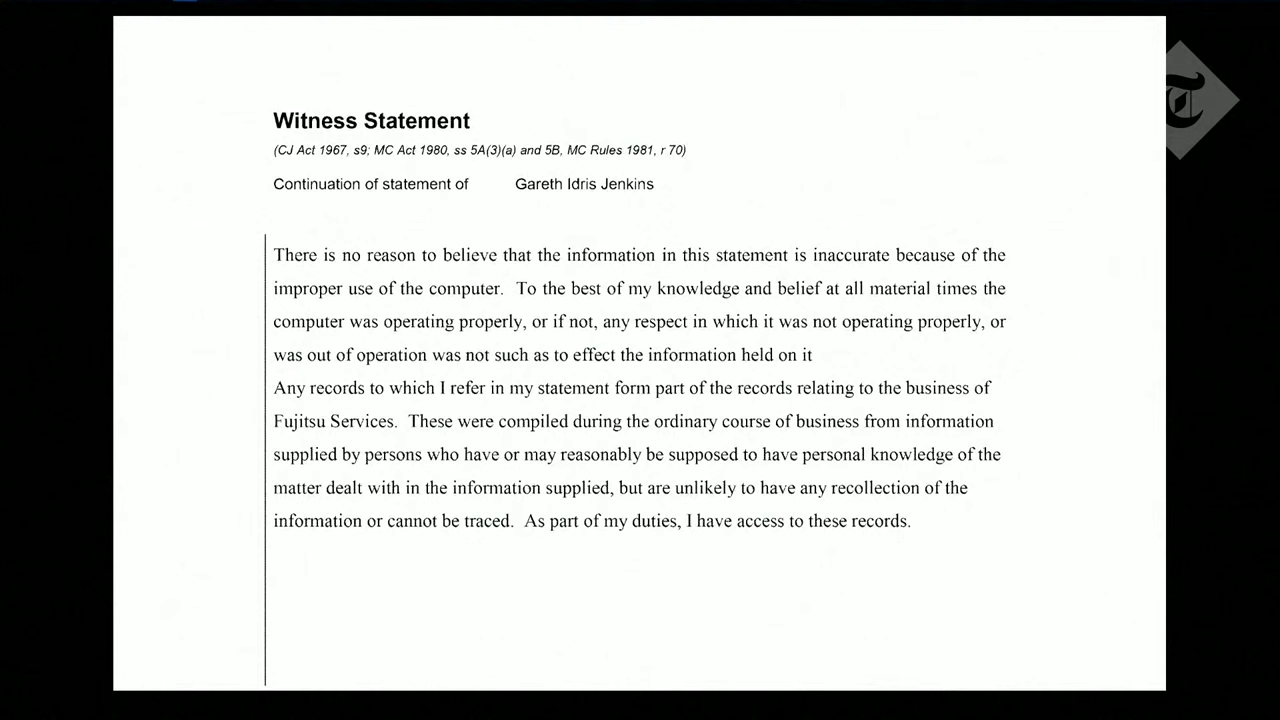 Witness Statement
(CJ Act 1967, s9; MC Act 1980, ss 5A(3)(a) and 5B, MC Rules 1981, r 70)
Continuation of statement of Gareth Idris Jenkins
There is no reason to believe that the information in this statement is inaccurate because of the
improper use of the computer. To the best of my knowledge and belief at all material times the
computer was operating properly, or if not, any respect in which it was not operating properly, or
was out of operation was not such as to effect the information held on it
Any records to which I refer in my statement form part of the records relating to the business of
Fujitsu Services. These were compiled during the ordinary course of business from information
supplied by persons who have or may reasonably be supposed to have personal knowledge of the
matter dealt with in the information supplied, but are unlikely to have any recollection of the
information or cannot be traced. As part of my duties, I have access to these records.
T